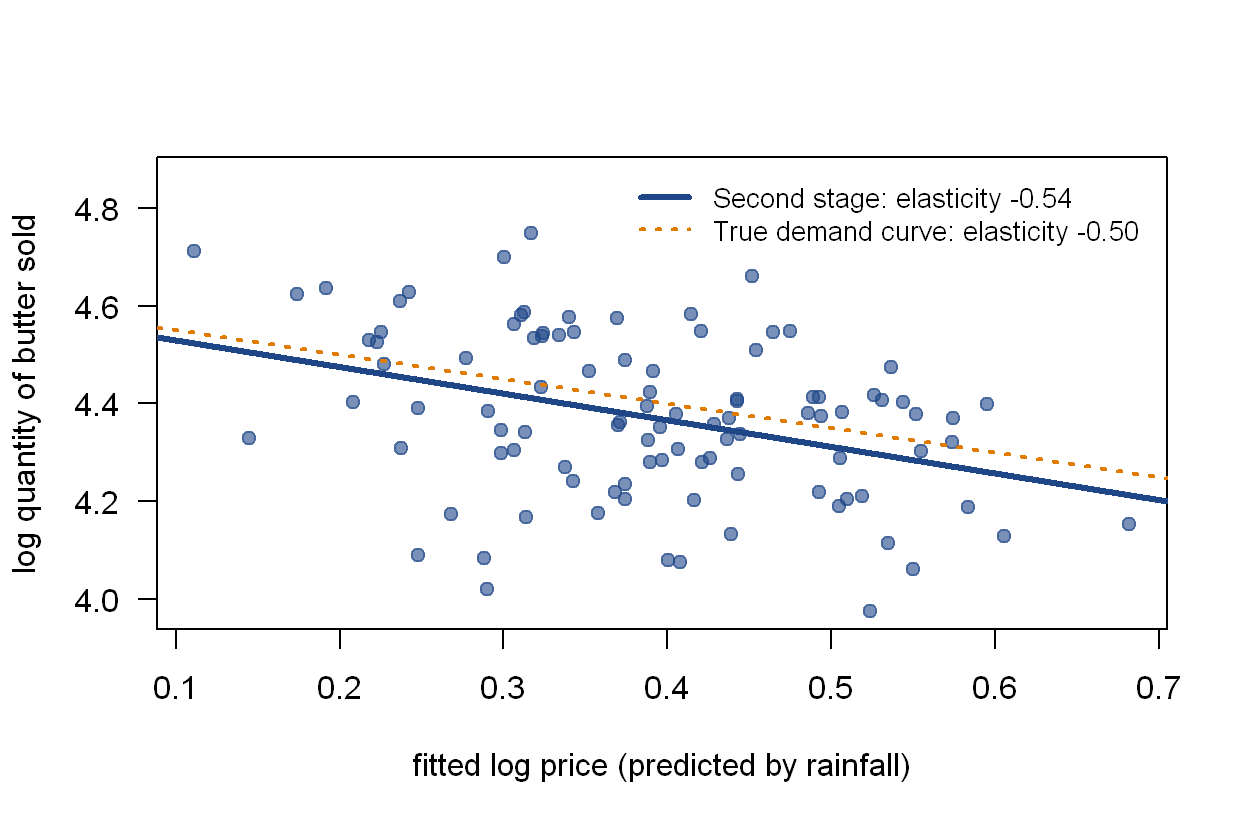 Second stage: elasticity -0.54
True demand curve: elasticity -0.50
log quantity of butter sold
4.8
4.6
4.4
4.2
4.0
0.1 0.2 0.3 0.4 0.5 0.6 0.7
fitted log price (predicted by rainfall)